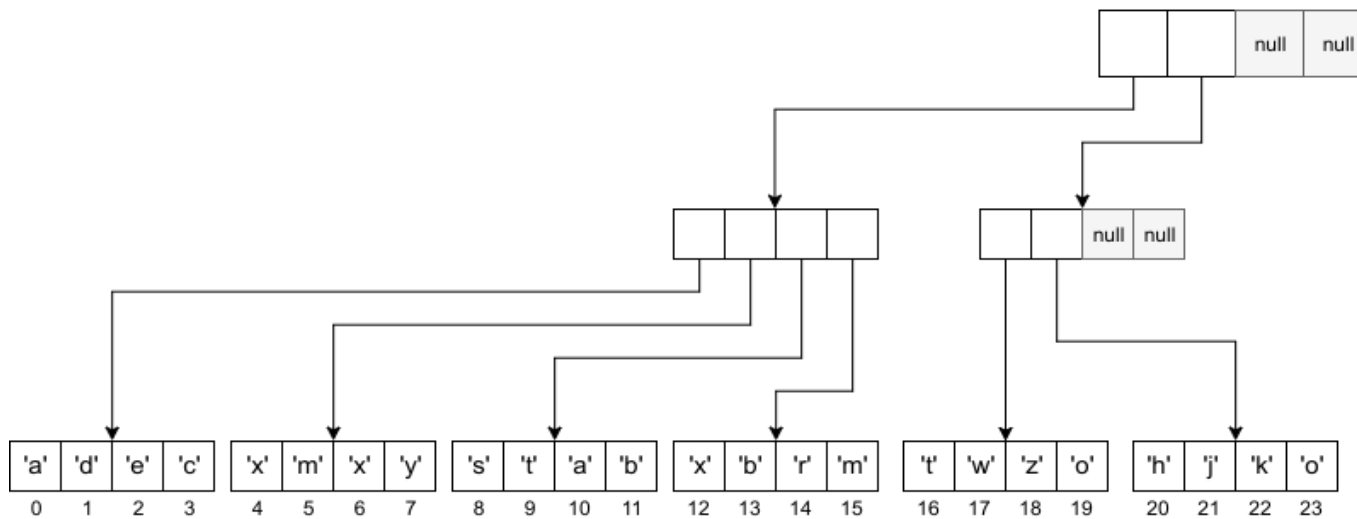 null null
null null
'a' 'd' 'e' 'c' 'x' 'm' 'x' 'y' 's' 't' 'a' 'b' 'x' 'b' 'r' 'm' 't' 'w' 'z' 'o' 'h' 'j' 'k' 'o'
0 1 2 3 4 5 6 7 8 9 10 11 12 13 14 15 16 17 18 19 20 21 22 23